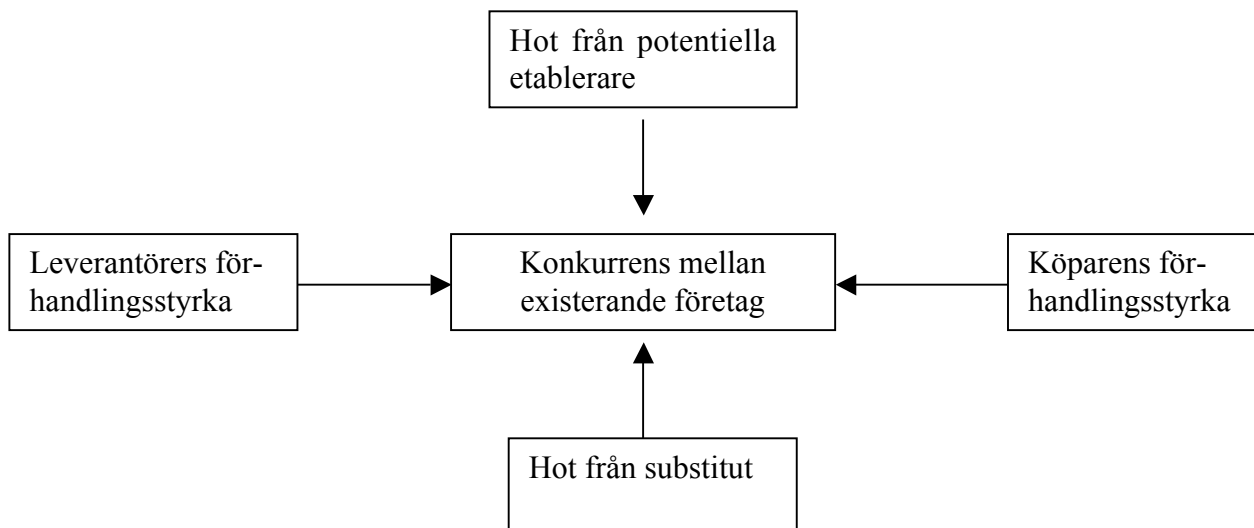 Hot från potentiella
etablerare
Leverantörers för-
handlingsstyrka
Konkurrens mellan
existerande företag
Köparens för-
handlingsstyrka
Hot från substitut